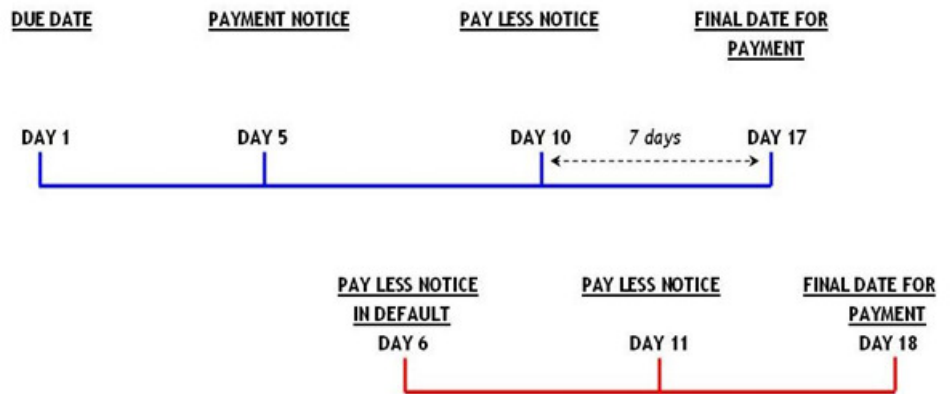 DUE DATE
PAYMENT NOTICE
PAY LESS NOTICE
FINAL DATE FOR
PAYMENT
DAY 1
DAY 5
DAY 10
7 days
DAY 17
PAY LESS NOTICE
IN DEFAULT
DAY 6
PAY LESS NOTICE
DAY 11
FINAL DATE FOR
PAYMENT
DAY 18